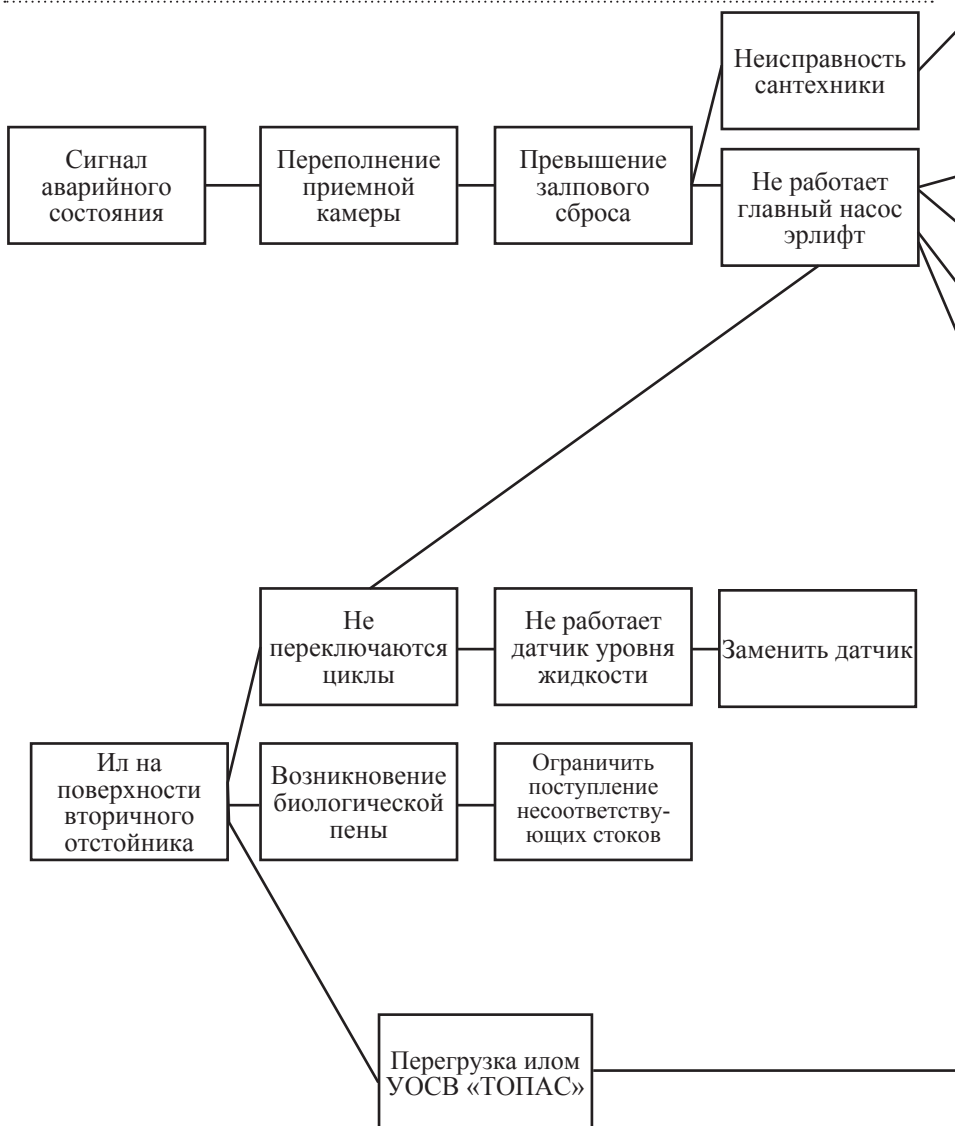 Неисправность
сантехники
Сигнал
аварийного
состояния
Переполнение
приемной
камеры
Превышение
залпового
сброса
Не работает
главный насос
эрлифт
Не
переключаются
циклы
Не работает
датчик уровня
жидкости
Заменить датчик
Ил на
поверхности
вторичного
отстойника
Возникновение
биологической
пены
Ограничить
поступление
несоответству-
ющих стоков
Перегрузка илом
УОСВ «ТОПАС»